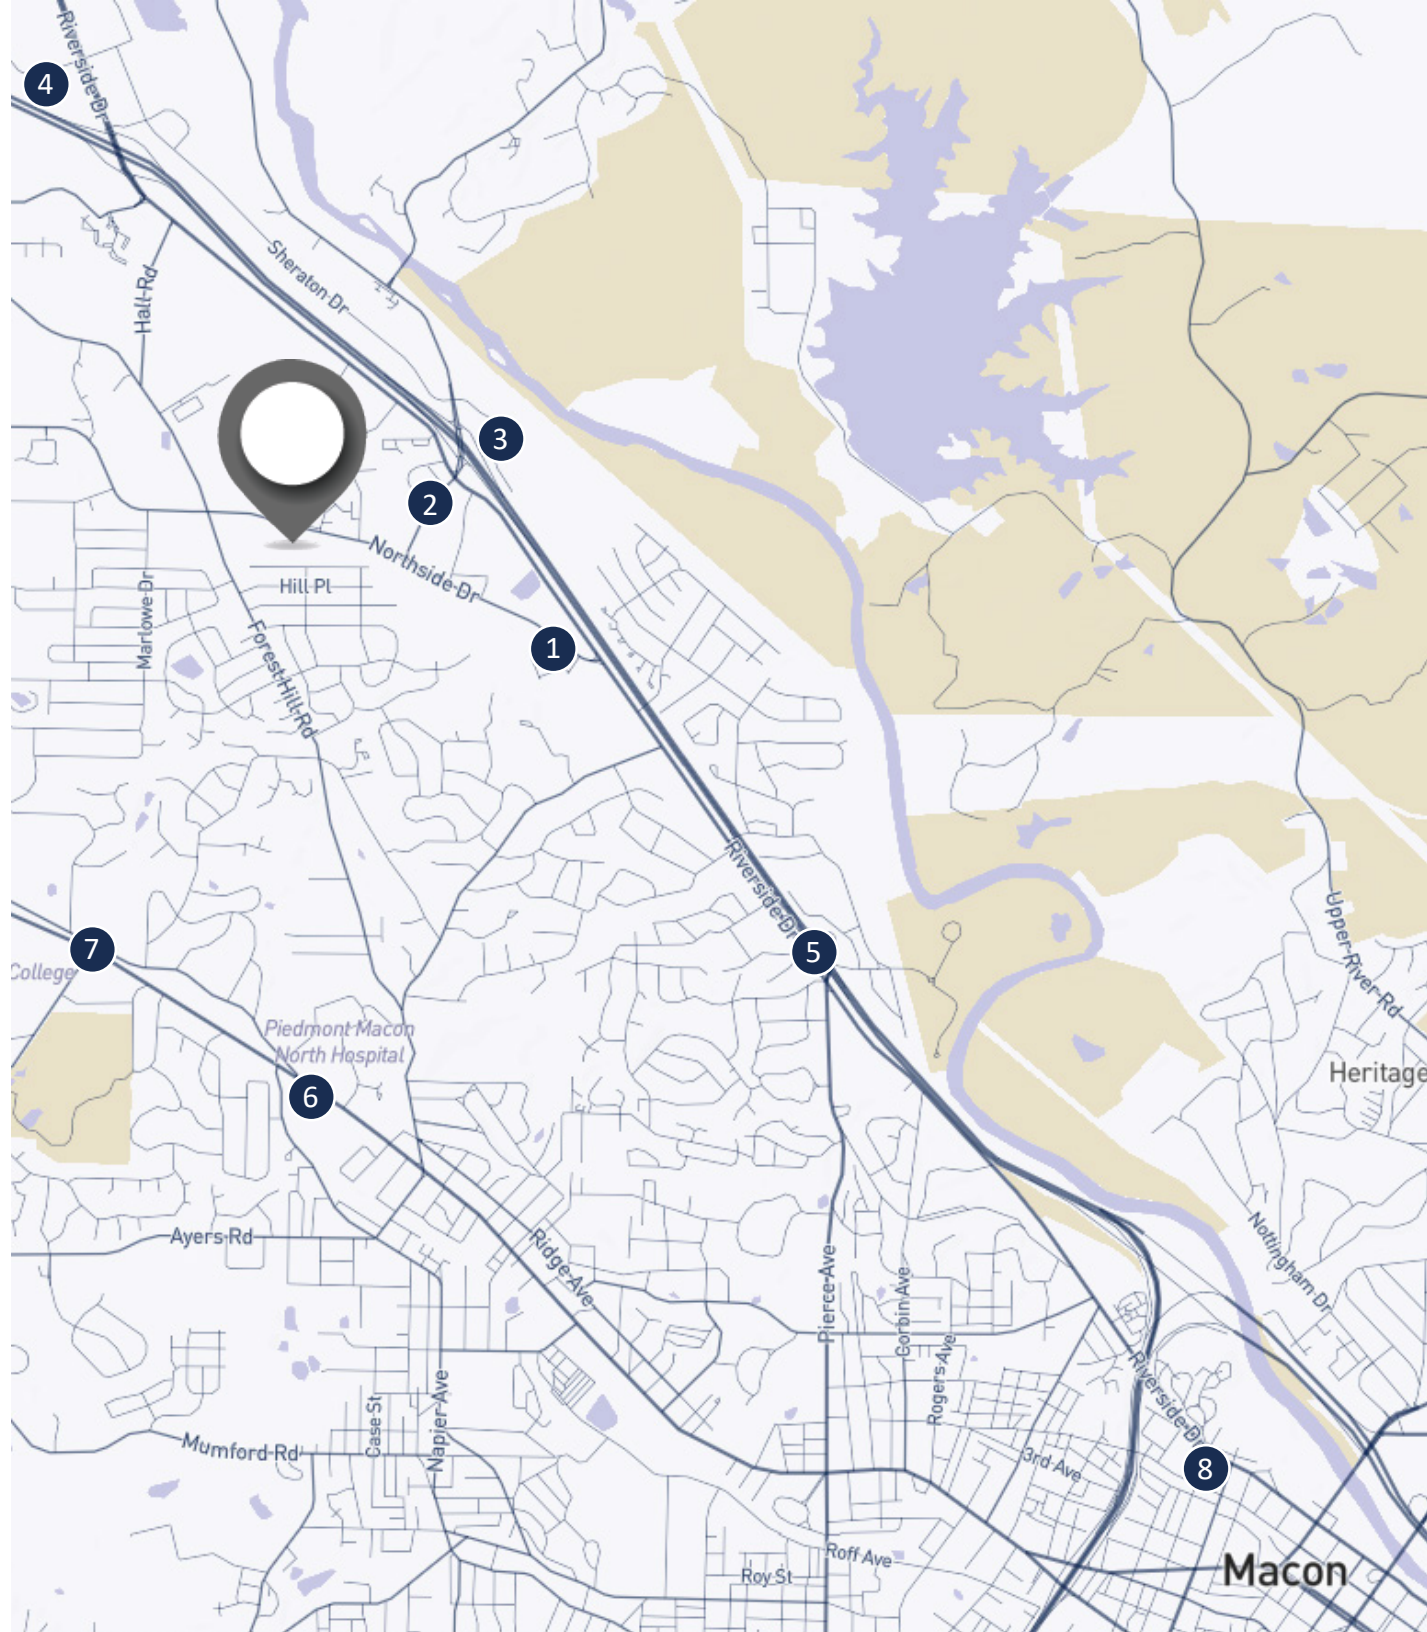 Riverside Dr
4
Sheraton Dr
Hall Rd
3
2
Northside Dr
Hill Pl
Marlowe Dr
Forest Hill Rd
1
Riverside Dr
Upper River Rd
7
5
College
Piedmont Macon
North Hospital
6
Heritage
Ayers Rd
Ridge Ave
Nottingham Dr
Pierce Ave
Corbin Ave
Rogers Ave
Riverside Dr
Case St
Napier Ave
Mumford Rd
3rd Ave
8
Roff Ave
Roy St
Macon